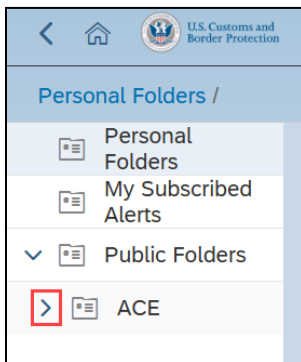 U.S. Customs and
Border Protection
Personal Folders /
Personal
Folders
My Subscribed
Alerts
Public Folders
ACE